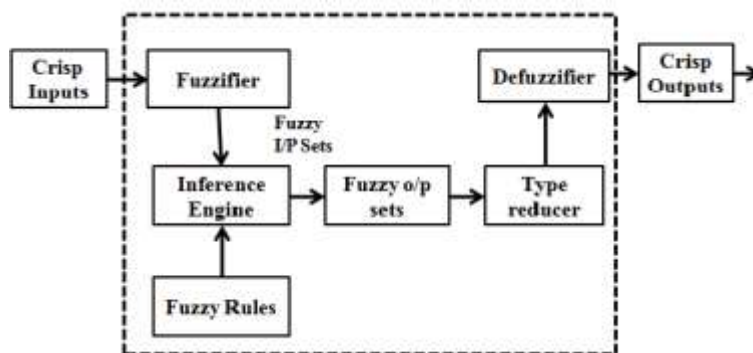 Crisp
Inputs
Fuzzifier
Defuzzifier
Crisp
Outputs
Fuzzy
I/P Sets
Inference
Engine
Fuzzy o/p
sets
Type
reducer
Fuzzy Rules